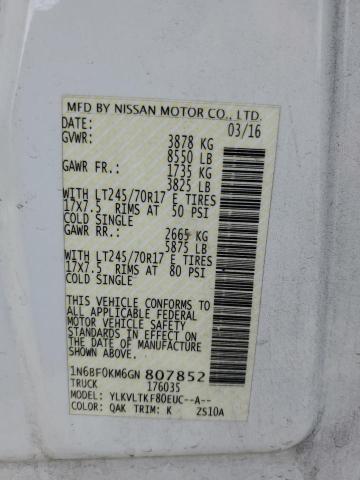 MFD BY NISSAN MOTOR CO., LTD.
DATE: 03/16
GVWR: 3878 KG
8550 LB
GAWR FR.: 1735 KG
3825 LB
WITH LT245/70R17 E TIRES
17X7.5 RIMS AT 50 PSI
COLD SINGLE
GAWR RR.: 2665 KG
5875 LB
WITH LT245/70R17 E TIRES
17X7.5 RIMS AT 80 PSI
COLD SINGLE
THIS VEHICLE CONFORMS TO
ALL APPLICABLE FEDERAL
MOTOR VEHICLE SAFETY
STANDARDS IN EFFECT ON
THE DATE OF MANUFACTURE
SHOWN ABOVE.
1N6BF0KM6GN 807852
TRUCK 176035
MODEL: YLKVLTKF80EUC--A--
COLOR: QAK TRIM: K ZS10A